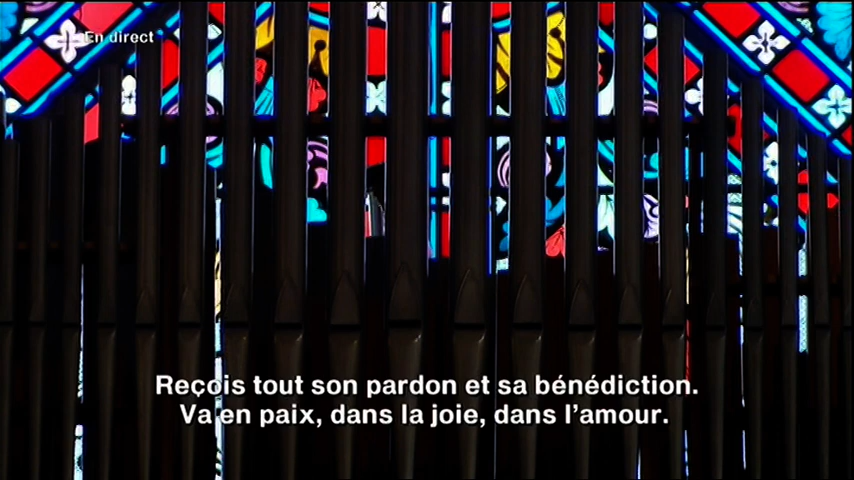 En direct
Reçois tout son pardon et sa bénédiction.
Va en paix, dans la joie, dans l'amour.